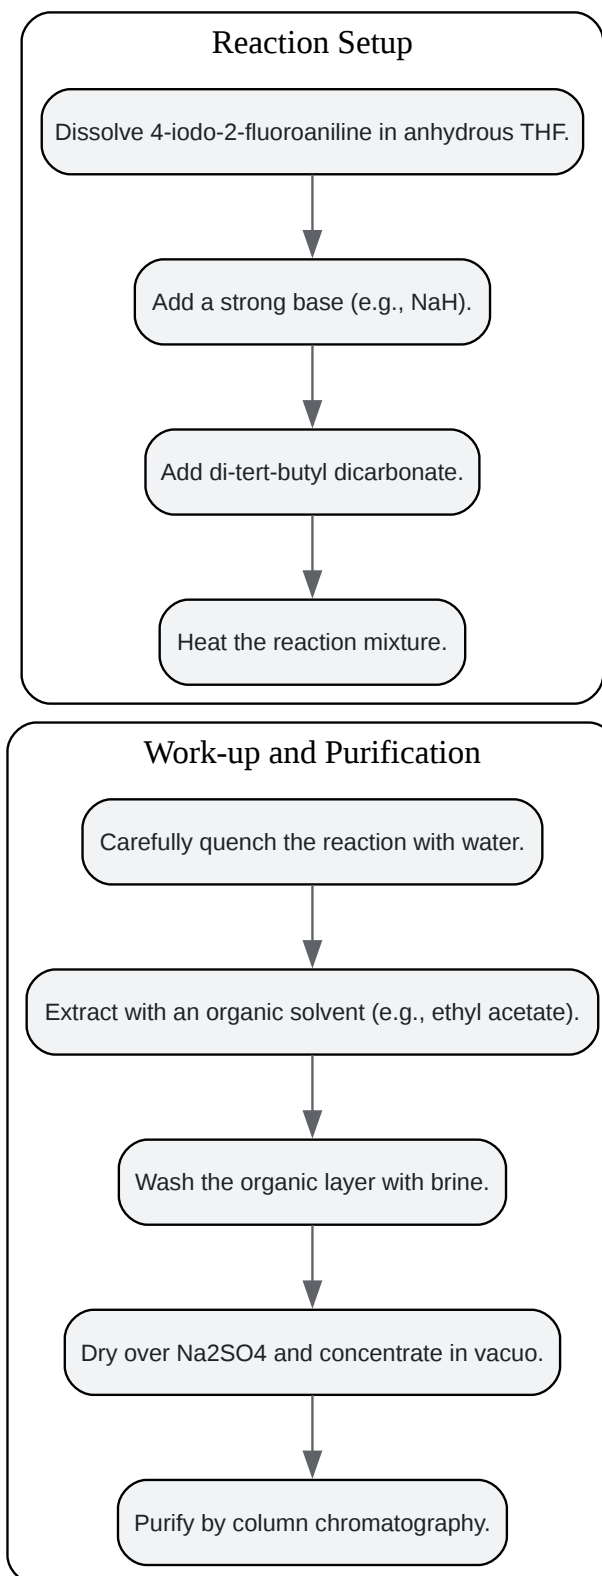 Reaction Setup
Dissolve 4-iodo-2-fluoroaniline in anhydrous THF.
Add a strong base (e.g., NaH).
Add di-tert-butyl dicarbonate.
Heat the reaction mixture.
Work-up and Purification
Carefully quench the reaction with water.
Extract with an organic solvent (e.g., ethyl acetate).
Wash the organic layer with brine.
Dry over Na2SO4 and concentrate in vacuo.
Purify by column chromatography.